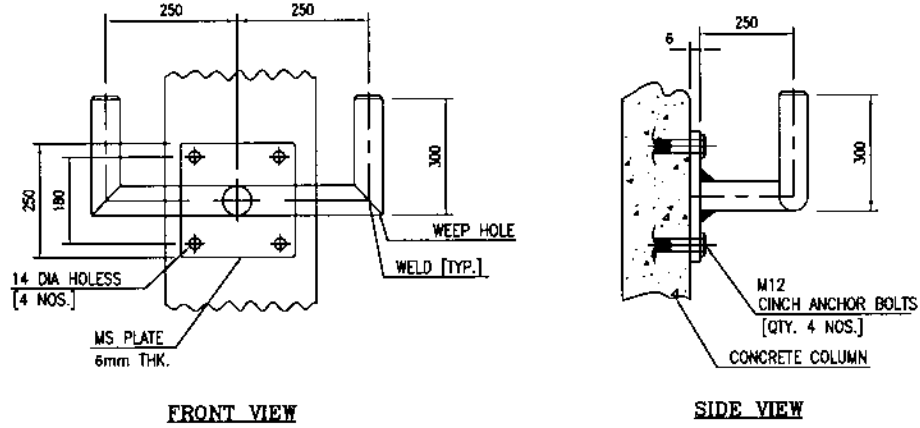 250
250
250
6
300
300
250
180
WEEP HOLE
WELD [TYP.]
14 DIA HOLESS
[4 NOS.]
MS PLATE
6mm THK.
M12
CINCH ANCHOR BOLTS
[QTY. 4 NOS.]
CONCRETE COLUMN
FRONT VIEW
SIDE VIEW